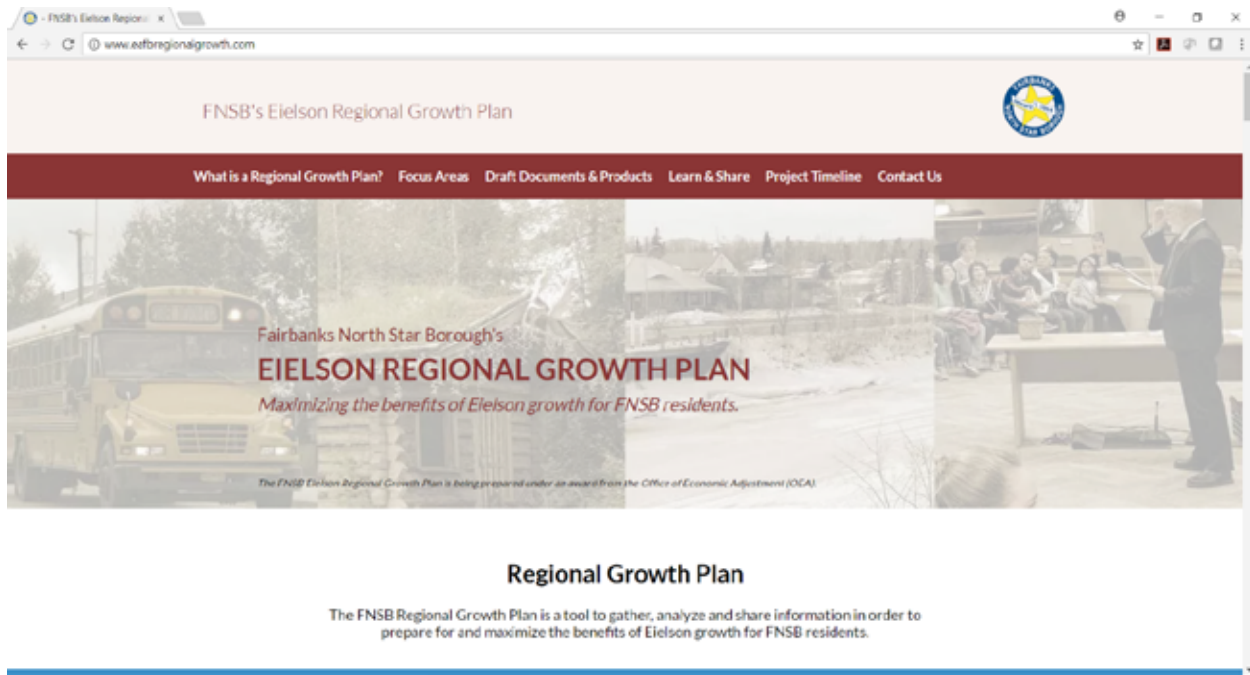 - FNSB's Eielson Regional
www.eafbregionalgrowth.com
FNSB's Eielson Regional Growth Plan
FAIRBANKS
NORTH STAR BOROUGH
What is a Regional Growth Plan? Focus Areas Draft Documents & Products Learn & Share Project Timeline Contact Us
Fairbanks North Star Borough's
EIELSON REGIONAL GROWTH PLAN
Maximizing the benefits of Eielson growth for FNSB residents.
The FNSB Eielson Regional Growth Plan is being prepared under an award from the Office of Economic Adjustment (OEA).
Regional Growth Plan
The FNSB Regional Growth Plan is a tool to gather, analyze and share information in order to
prepare for and maximize the benefits of Eielson growth for FNSB residents.